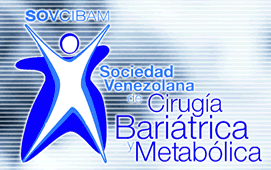 SOVCIBAM
Sociedad
Venezolana
de Cirugía
Bariátrica
y Metabólica